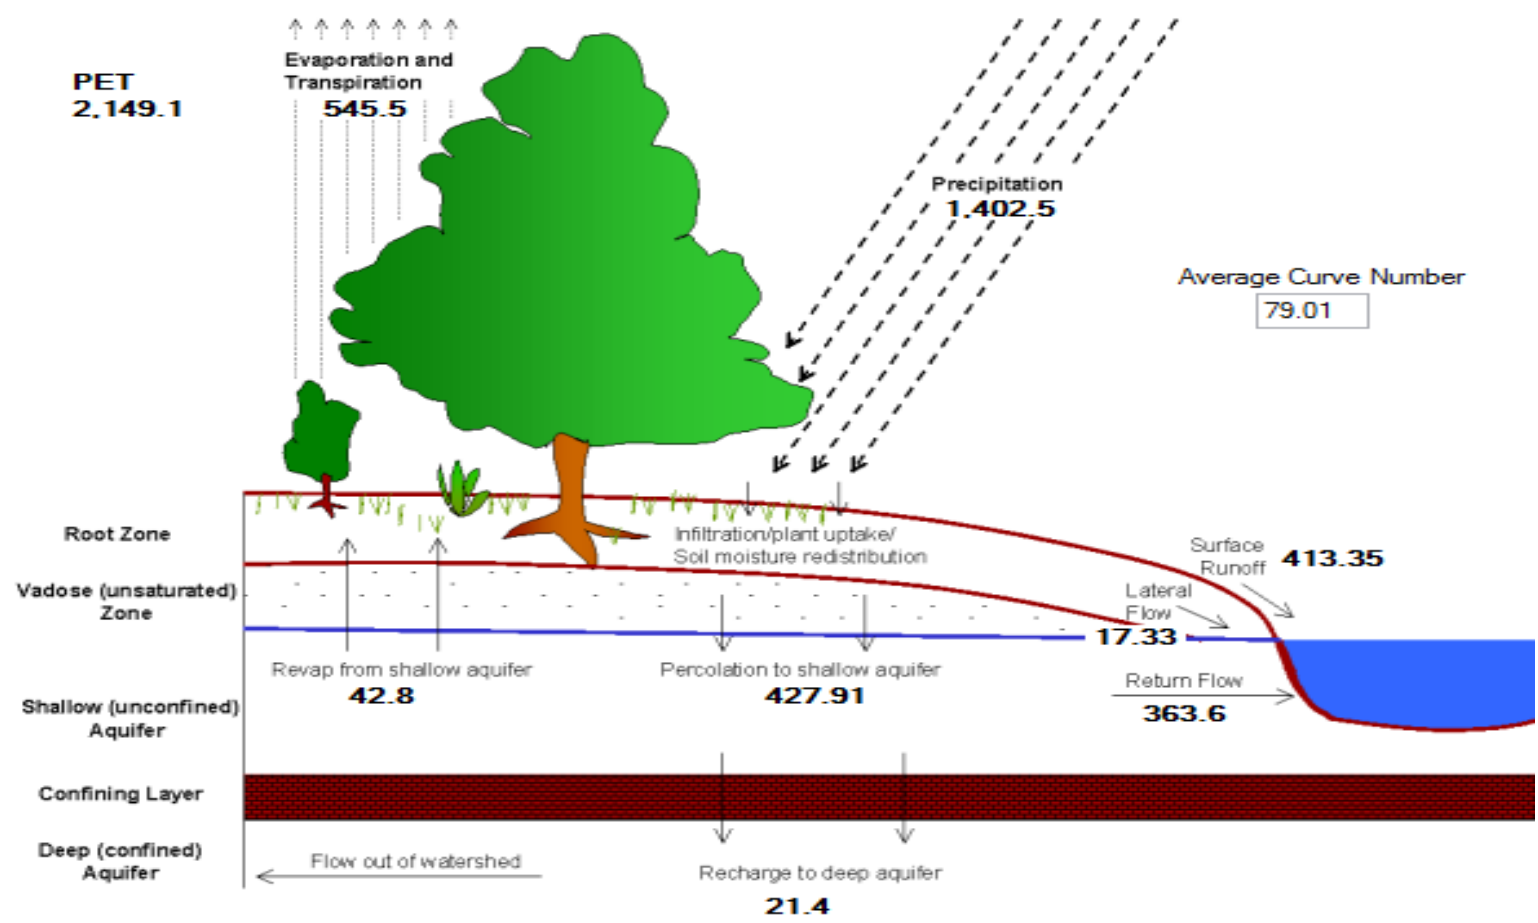 PET
2,149.1
Evaporation and
Transpiration
545.5
Precipitation
1,402.5
Average Curve Number
79.01
Root Zone
Infiltration/plant uptake/
Soil moisture redistribution
Surface
Runoff
413.35
Vadose (unsaturated)
Zone
Lateral
Flow
17.33
Revap from shallow aquifer
42.8
Percolation to shallow aquifer
427.91
Return Flow
363.6
Shallow (unconfined)
Aquifer
Confining Layer
Deep (confined)
Aquifer
Flow out of watershed
Recharge to deep aquifer
21.4